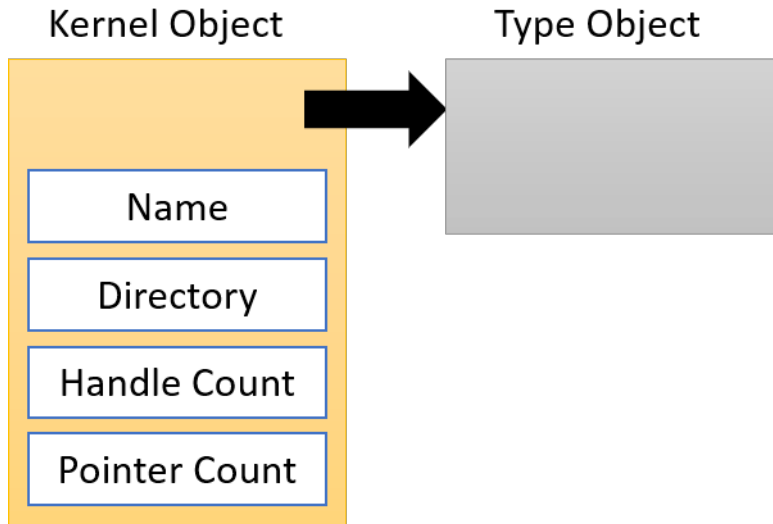 Kernel Object
Type Object
Name
Directory
Handle Count
Pointer Count